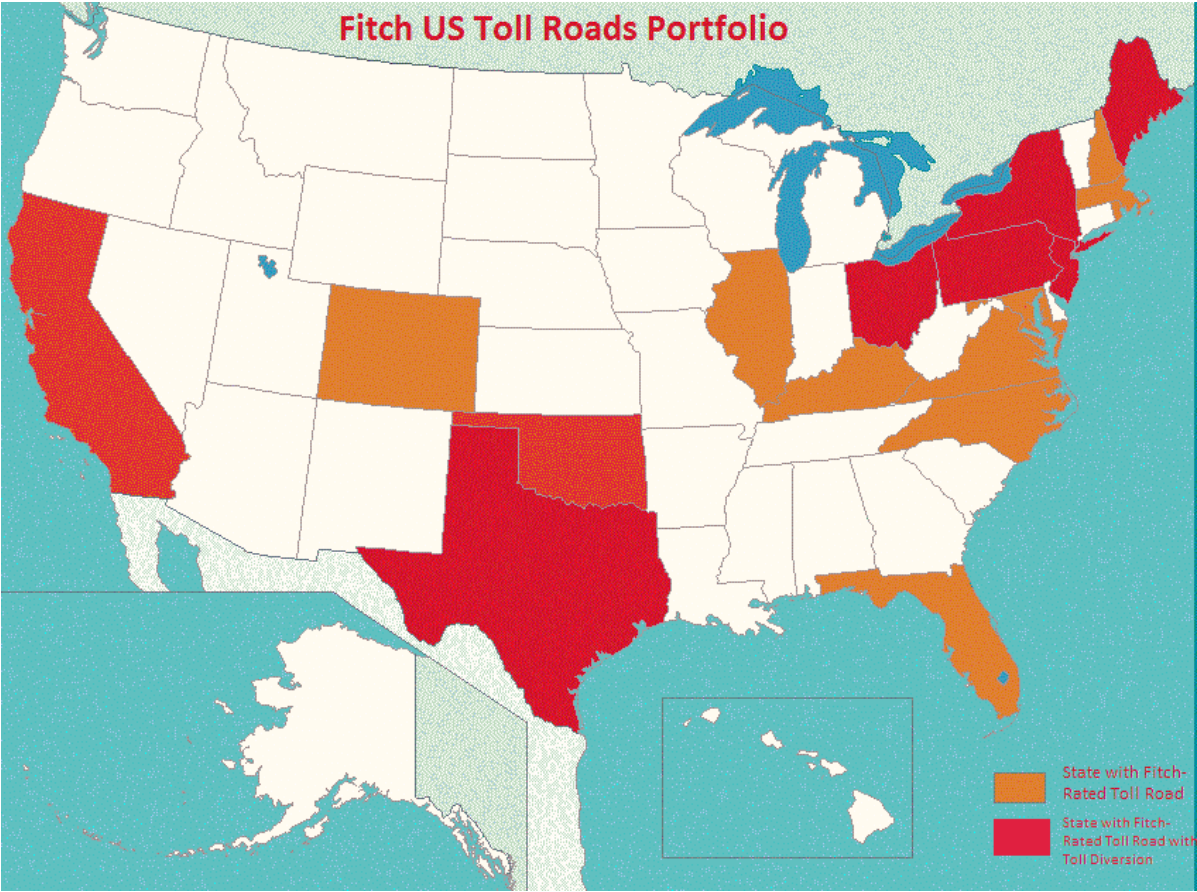 Fitch US Toll Roads Portfolio
State with Fitch-
Rated Toll Road
State with Fitch-
Rated Toll Road with
Toll Diversion